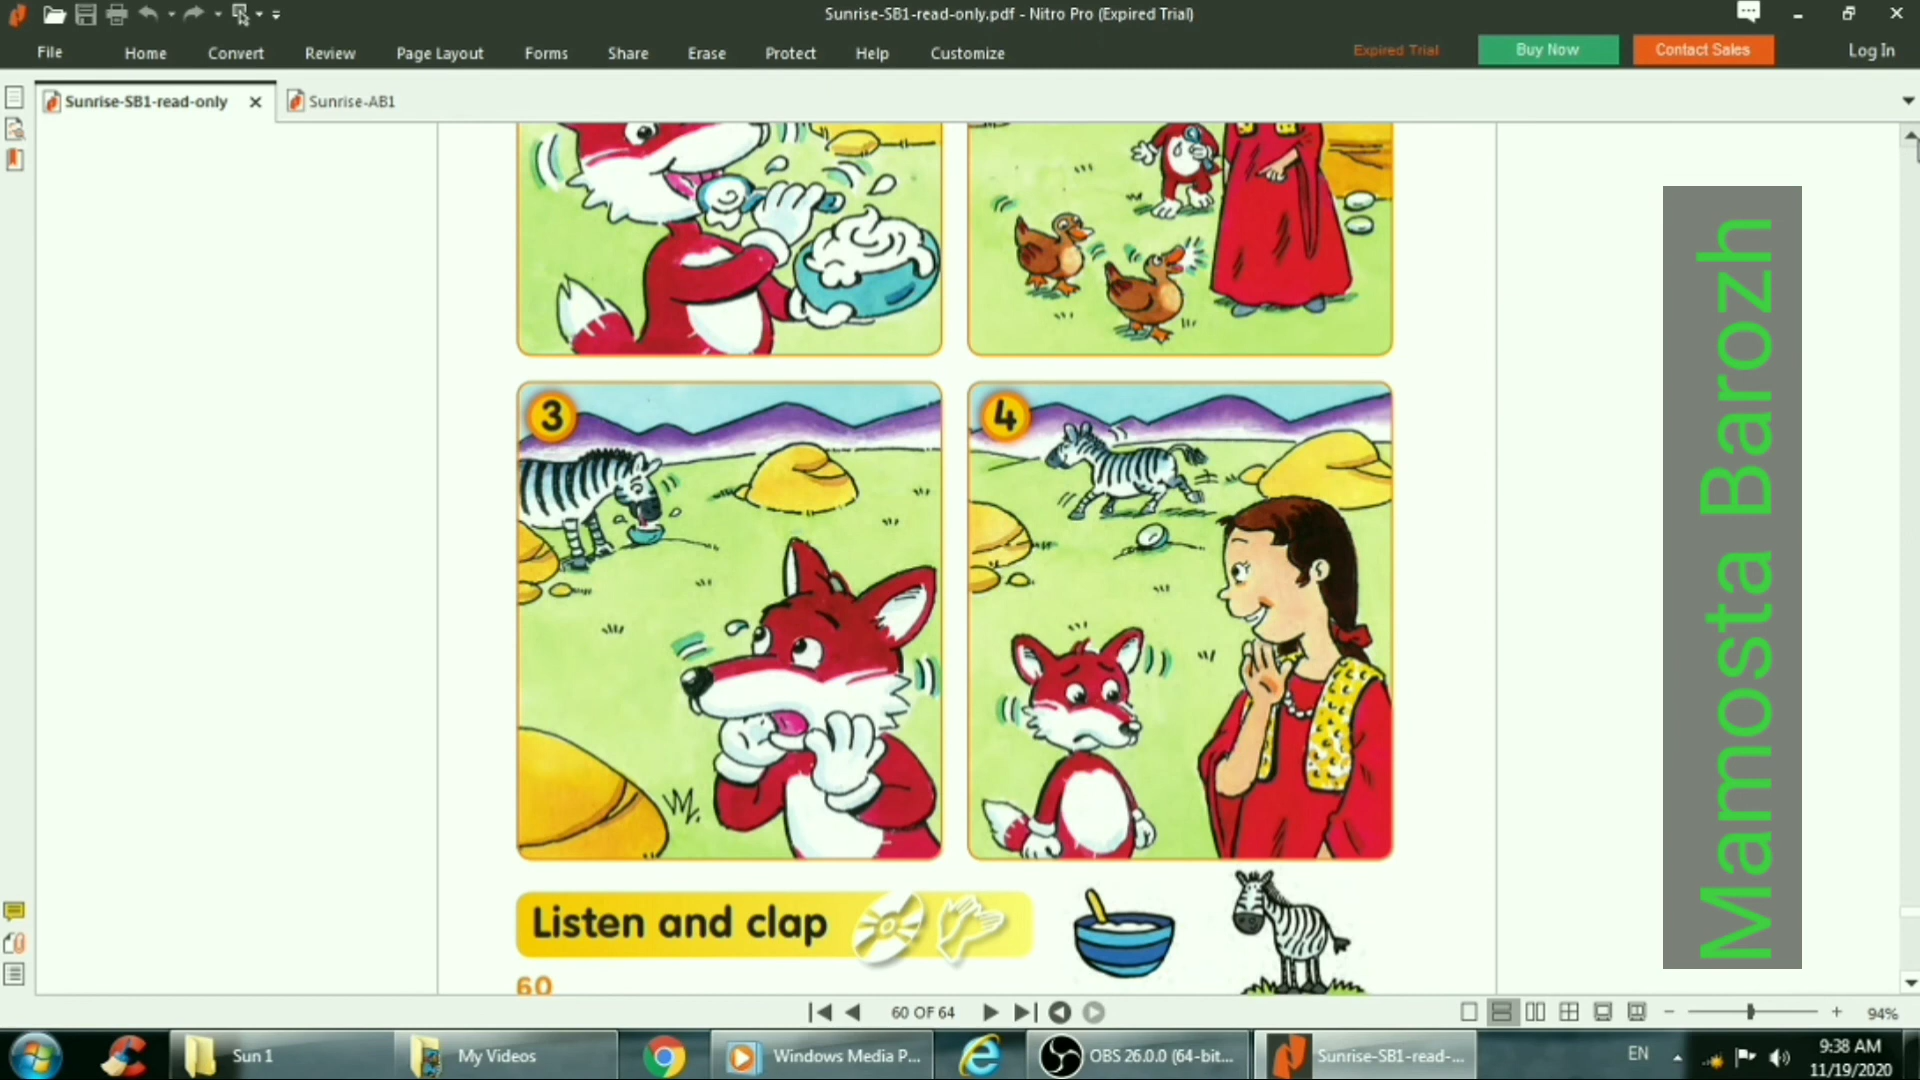 Sunrise-SB1-read-only.pdf - Nitro Pro (Expired Trial)
File Home Convert Review Page Layout Forms Share Erase Protect Help Customize Expired Trial Buy Now Contact Sales Log In
Sunrise-SB1-read-only Sunrise-AB1
3
4
Mamosta Barozh
Listen and clap
60
60 OF 64
94%
Sun 1 My Videos Windows Media P... OBS 26.0.0 (64-bit... Sunrise-SB1-read-... EN 9:38 AM
11/19/2020